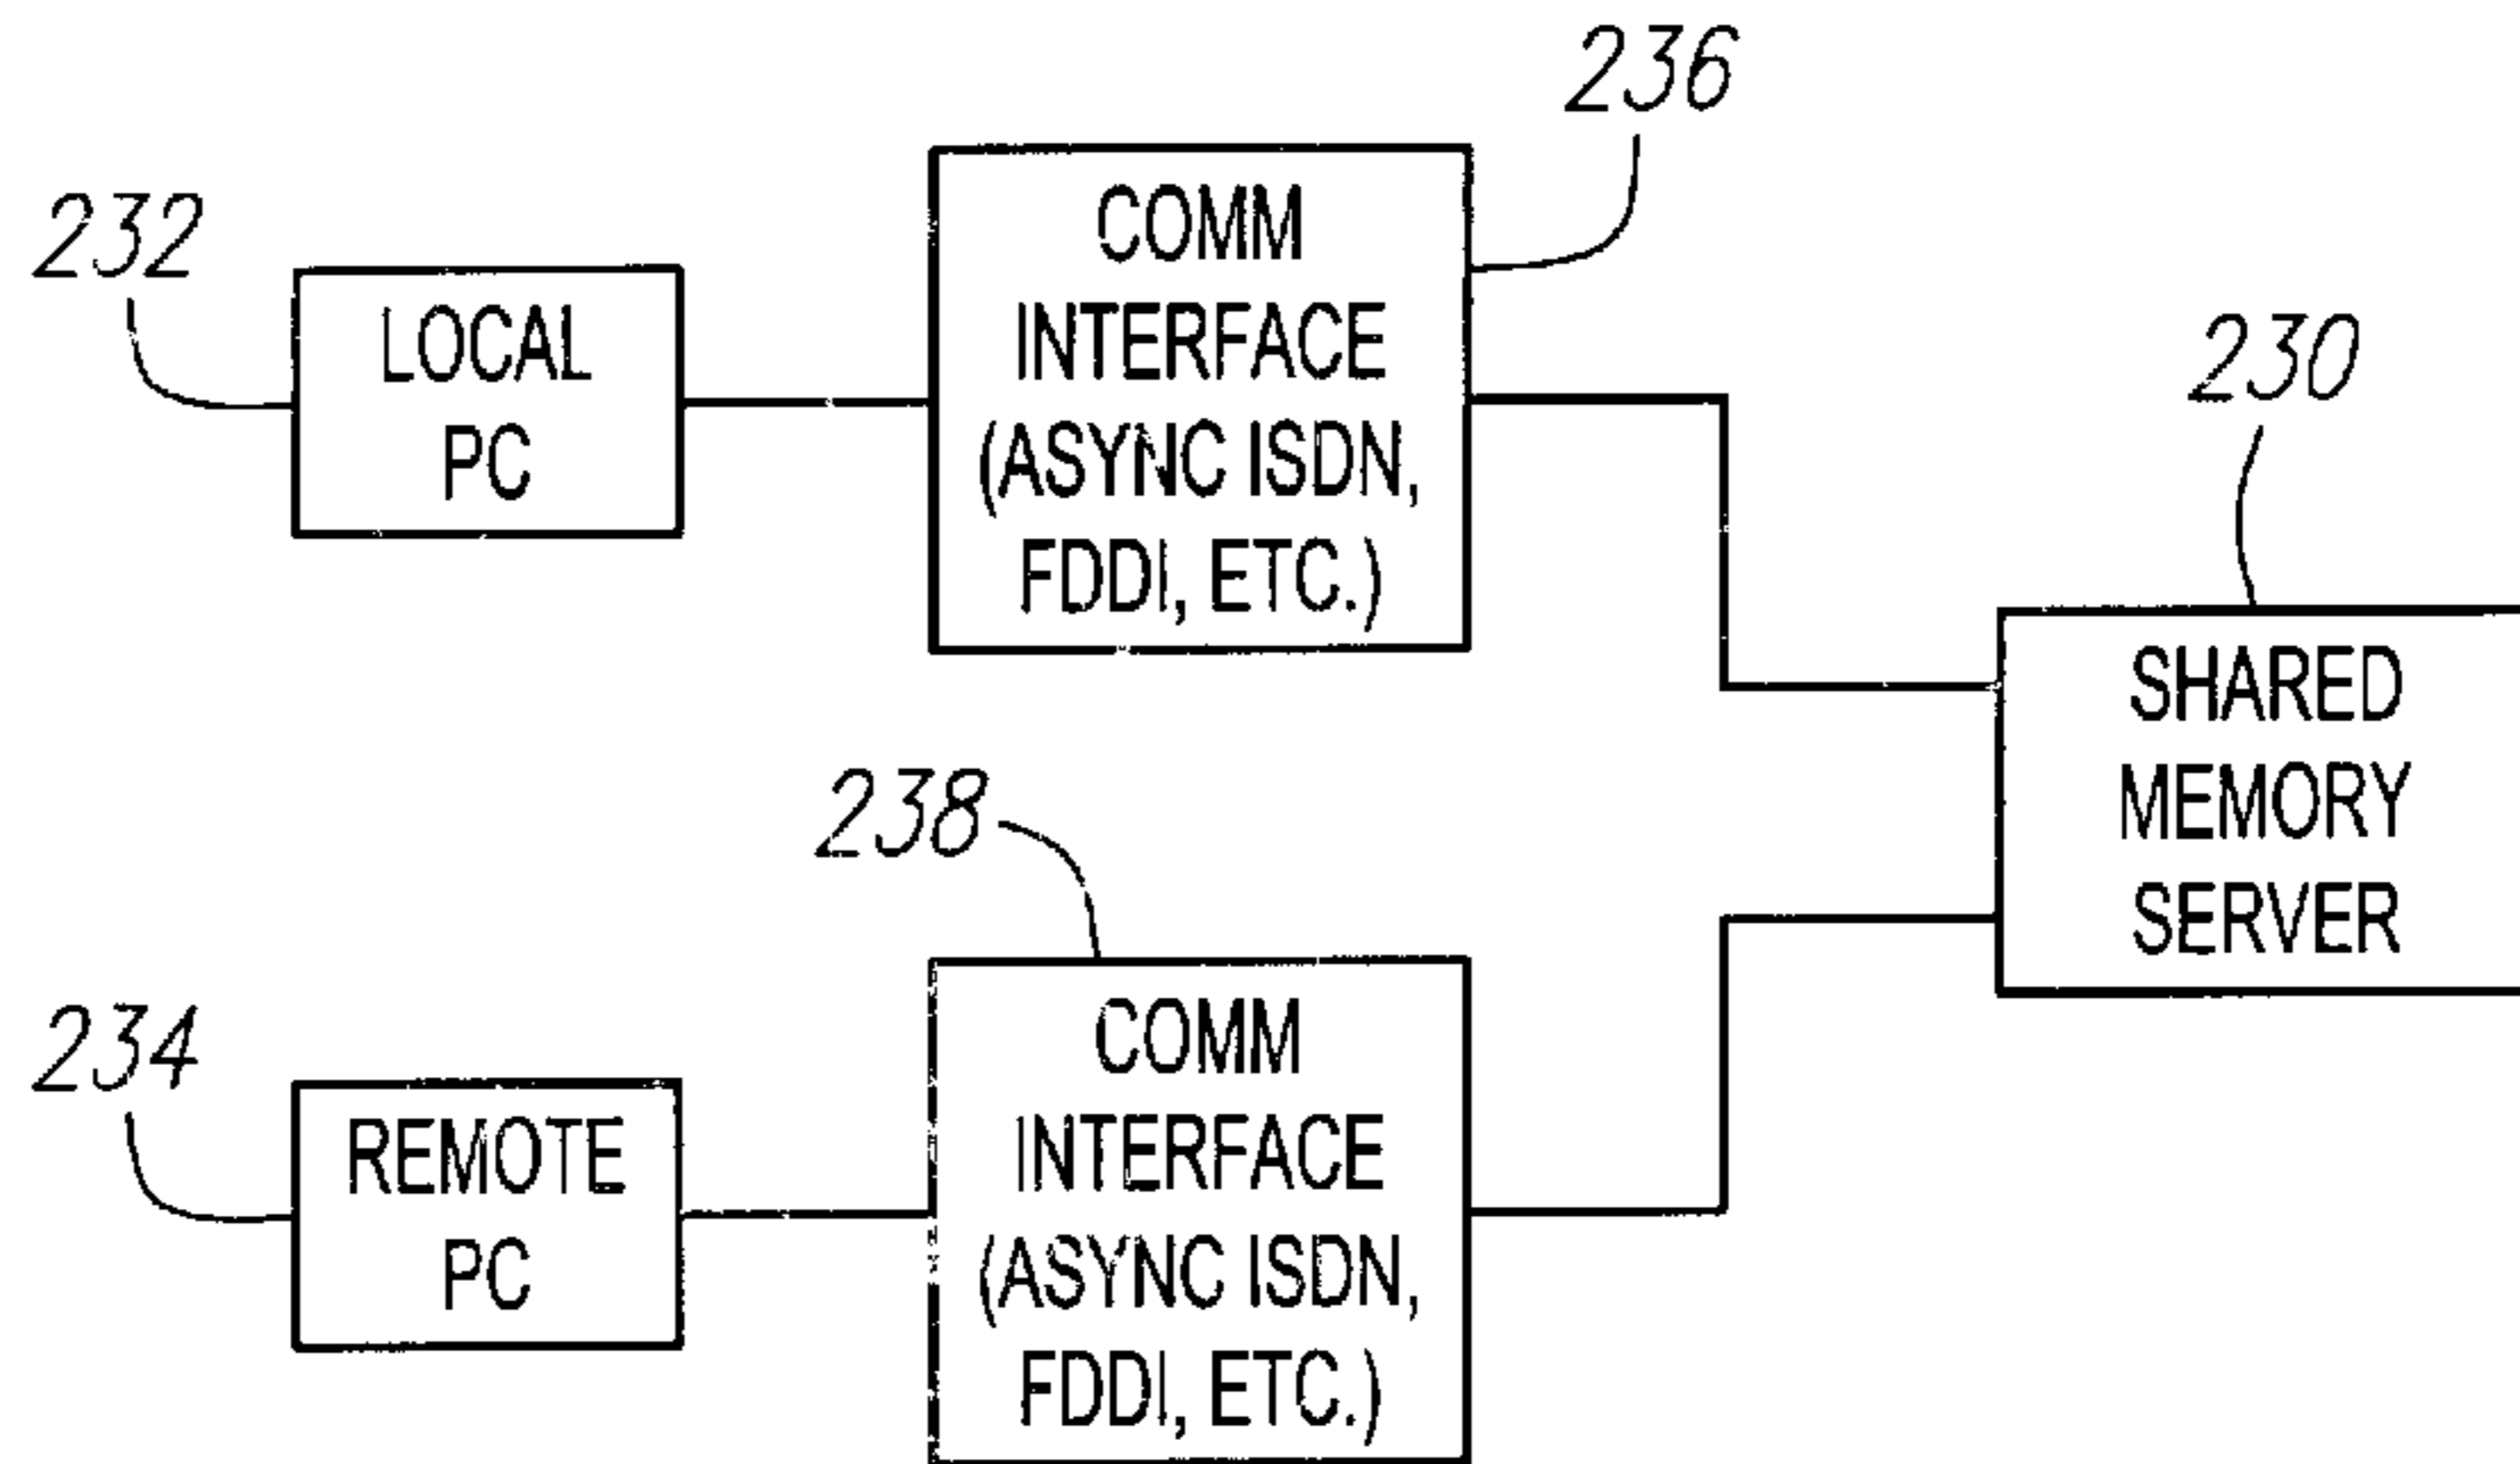 236
232
COMM
INTERFACE
(ASYNC ISDN,
FDDI, ETC.)
LOCAL
PC
230
SHARED
MEMORY
SERVER
238
234
COMM
INTERFACE
(ASYNC ISDN,
FDDI, ETC.)
REMOTE
PC